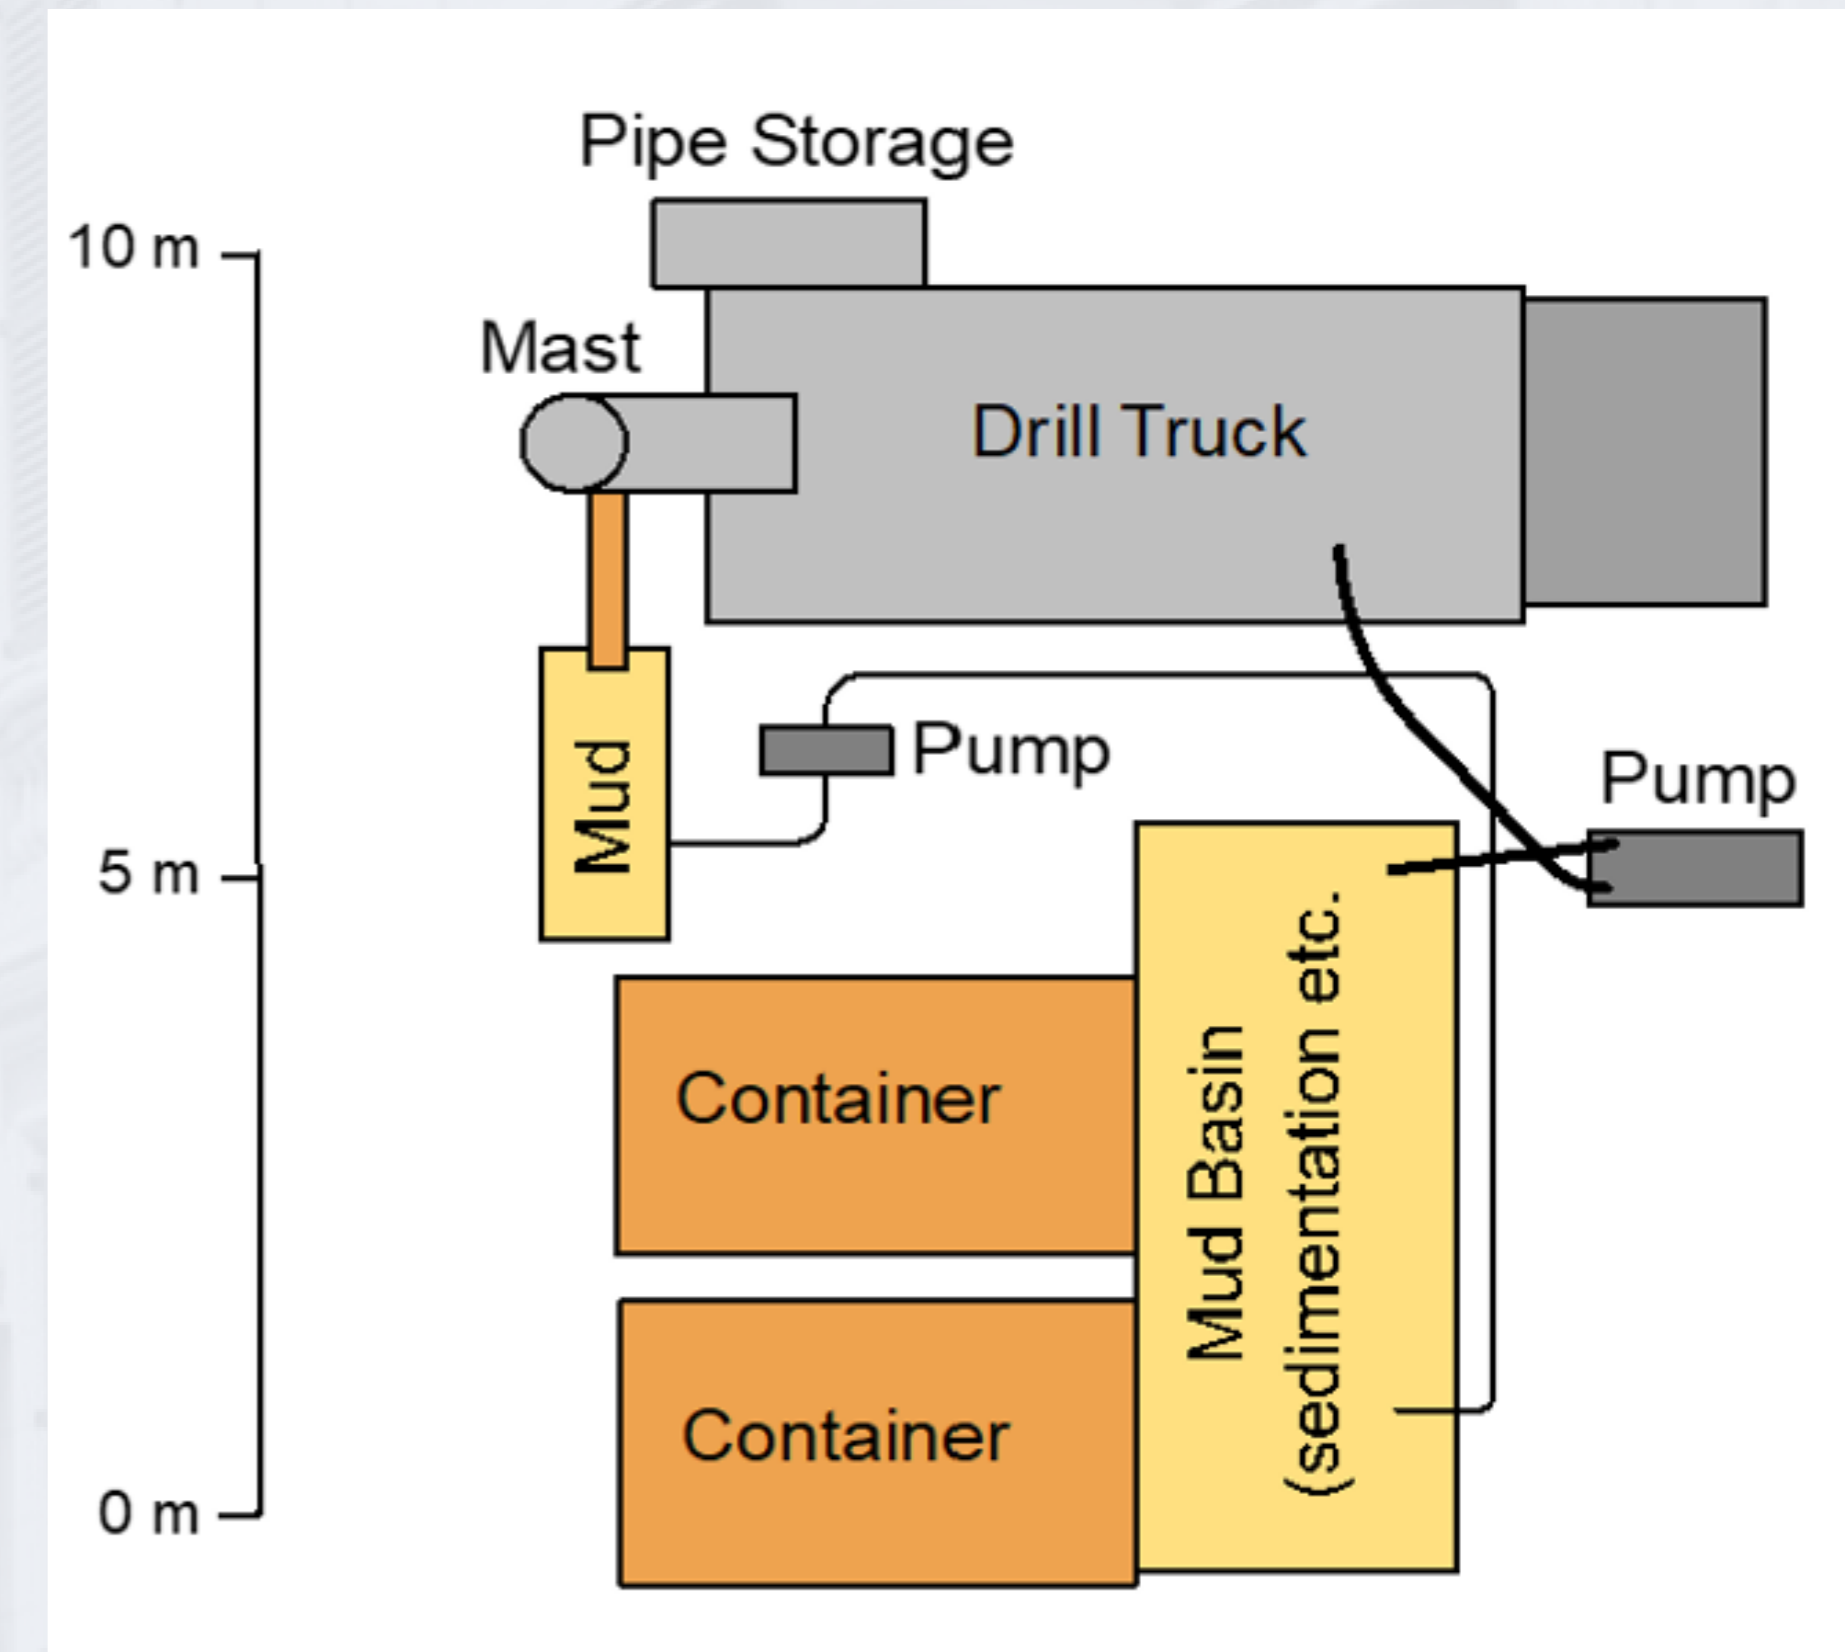 Pipe Storage
10 m
Mast
Drill Truck
Mud
Pump
Pump
5 m
Container
Mud Basin
(sedimentation etc.
Container
0 m